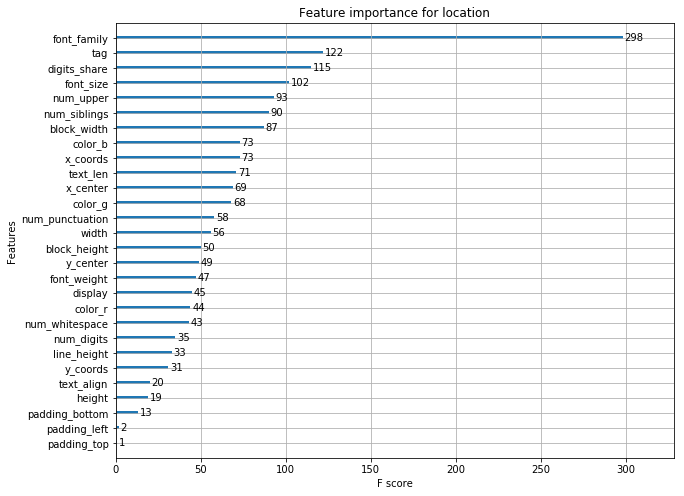 Feature importance for location
font_family 298
tag 122
digits_share 115
font_size 102
num_upper 93
num_siblings 90
block_width 87
color_b 73
x_coords 73
text_len 71
x_center 69
color_g 68
num_punctuation 58
width 56
block_height 50
y_center 49
font_weight 47
display 45
color_r 44
num_whitespace 43
num_digits 35
line_height 33
y_coords 31
text_align 20
height 19
padding_bottom 13
padding_left 2
padding_top 1
Features
0 50 100 150 200 250 300
F score